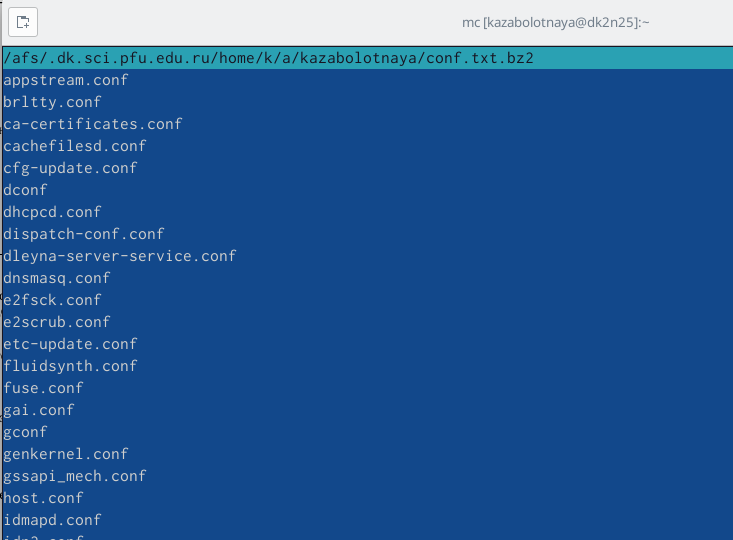 mc [kazabolotnaya@dk2n25]:~
/afs/.dk.sci.pfu.edu.ru/home/k/a/kazabolotnaya/conf.txt.bz2
appstream.conf
brltty.conf
ca-certificates.conf
cachefilesd.conf
cfg-update.conf
dconf
dhcpcd.conf
dispatch-conf.conf
dleyna-server-service.conf
dnsmasq.conf
e2fsck.conf
e2scrub.conf
etc-update.conf
fluidsynth.conf
fuse.conf
gai.conf
gconf
genkernel.conf
gssapi_mech.conf
host.conf
idmapd.conf